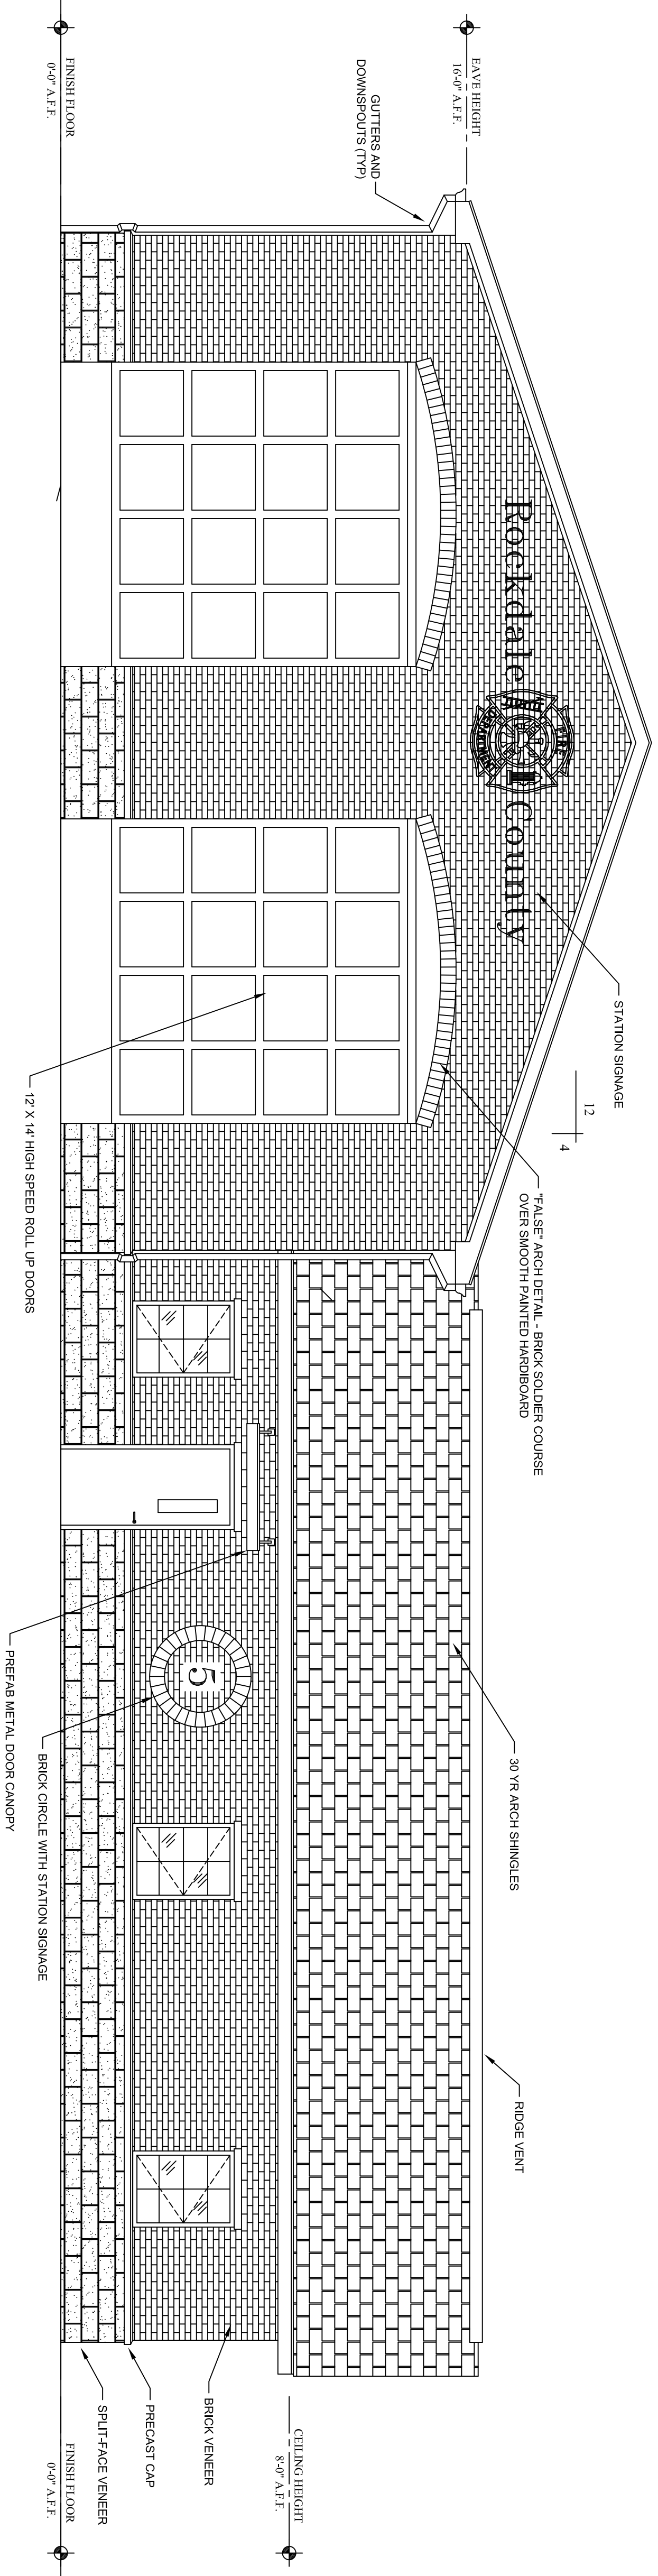 EAVE HEIGHT
16'-0" A.F.F.
FINISH FLOOR
0'-0" A.F.F.
GUTTERS AND
DOWNSPOUTS (TYP)
Rockdale
FIRE
DEPARTMENT
County
STATION SIGNAGE
12
4
"FALSE" ARCH DETAIL - BRICK SOLDIER COURSE
OVER SMOOTH PAINTED HARDIBOARD
12' X 14' HIGH SPEED ROLL UP DOORS
30 YR ARCH SHINGLES
5
PREFAB METAL DOOR CANOPY
BRICK CIRCLE WITH STATION SIGNAGE
RIDGE VENT
BRICK VENEER
PRECAST CAP
SPLIT-FACE VENEER
CEILING HEIGHT
8'-0" A.F.F.
FINISH FLOOR
0'-0" A.F.F.